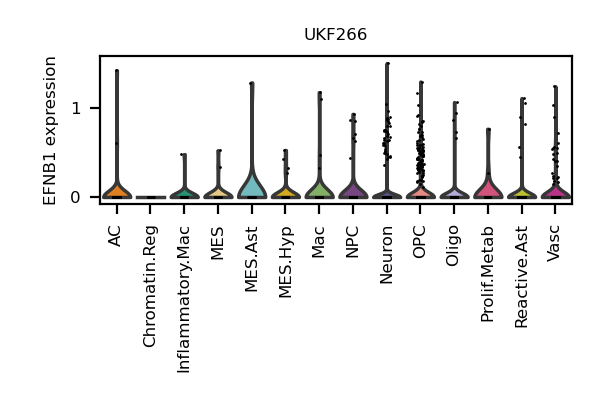 UKF266
EFNB1 expression
1
0
AC
Chromatin.Reg
Inflammatory.Mac
MES
MES.Ast
MES.Hyp
Mac
NPC
Neuron
OPC
Oligo
Prolif.Metab
Reactive.Ast
Vasc